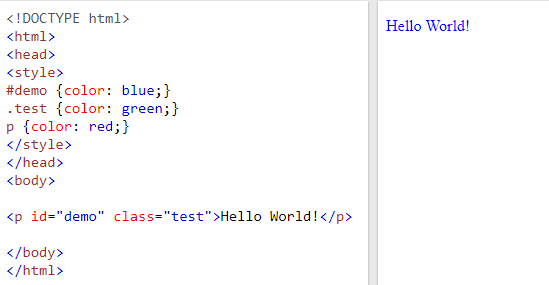 <!DOCTYPE html>
<html>
<head>
<style>
#demo {color: blue;}
.test {color: green;}
p {color: red;}
</style>
</head>
<body>
<p id="demo" class="test">Hello World!</p>
</body>
</html>
Hello World!